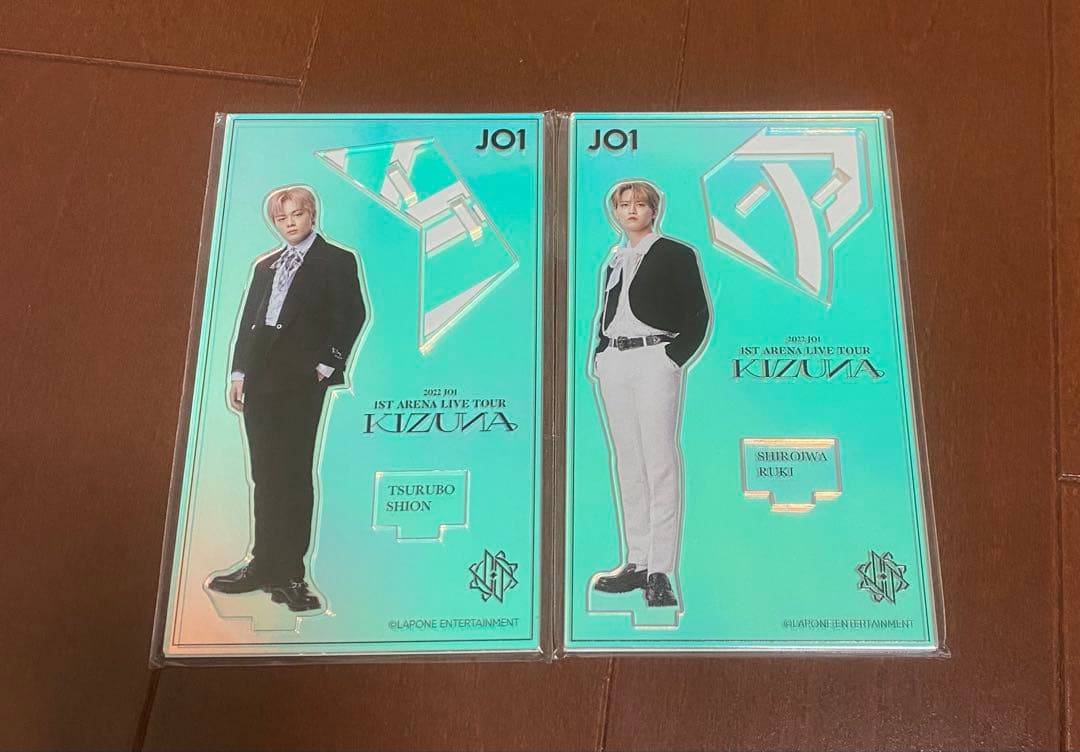 JO1
2022 JO1
1ST ARENA LIVE TOUR
KIZUNA
TSURUBO
SHION
©LAPONE ENTERTAINMENT
JO1
2022 JO1
1ST ARENA LIVE TOUR
KIZUNA
SHIROIWA
RUKI
©LAPONE ENTERTAINMENT